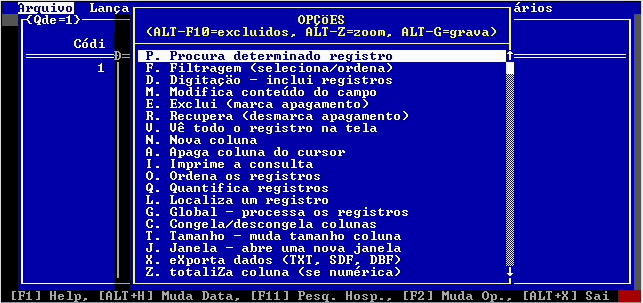 Arquivo Lança ários
(Qde=1)
OPÇÕES
(ALT-F10=excluidos, ALT-Z=zoom, ALT-G=grava)
Códi
1
P. Procura determinado registro
F. Filtragem (seleciona/ordena)
D. Digitação - inclui registros
M. Modifica conteúdo do campo
E. Exclui (marca apagamento)
R. Recupera (desmarca apagamento)
V. Vê todo o registro na tela
N. Nova coluna
A. Apaga coluna do cursor
I. Imprime a consulta
O. Ordena os registros
Q. Quantifica registros
L. Localiza um registro
G. Global - processa os registros
C. Congela/descongela colunas
T. Tamanho - muda tamanho coluna
J. Janela - abre uma nova janela
X. eXporta dados (TXT, SDF, DBF)
Z. totaliZa coluna (se numérica)
[F1] Help, [ALT+H] Muda Data, [F11] Pesq. Hosp., [F2] Muda Op., [ALT+X] Sai